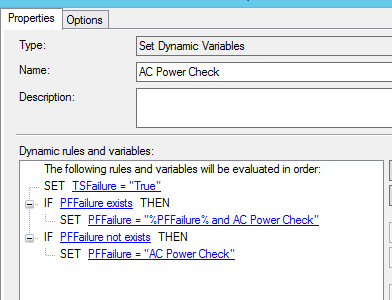 Properties
Options
Type:
Set Dynamic Variables
Name:
AC Power Check
Description:
Dynamic rules and variables:
The following rules and variables will be evaluated in order:
SET TSFailure = "True"
IF PFFailure exists THEN
SET PFFailure = "%PFFailure% and AC Power Check"
IF PFFailure not exists THEN
SET PFFailure = "AC Power Check"